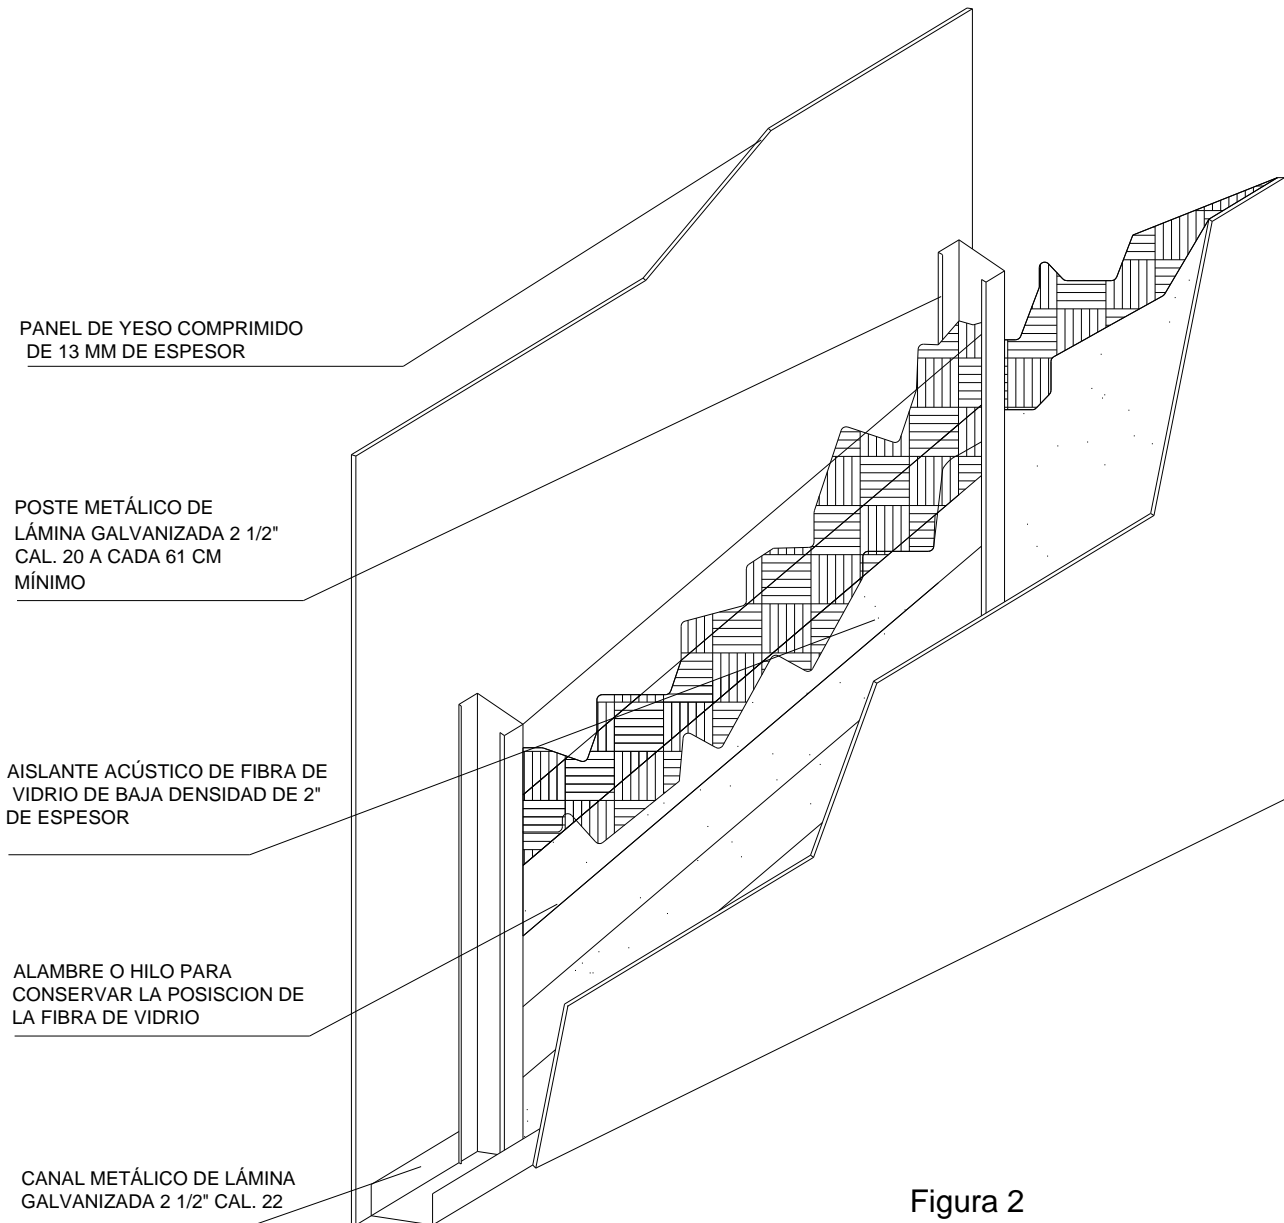 PANEL DE YESO COMPRIMIDO
DE 13 MM DE ESPESOR
POSTE METÁLICO DE
LÁMINA GALVANIZADA 2 1/2"
CAL. 20 A CADA 61 CM
MÍNIMO
AISLANTE ACÚSTICO DE FIBRA DE
VIDRIO DE BAJA DENSIDAD DE 2"
DE ESPESOR
ALAMBRE O HILO PARA
CONSERVAR LA POSISCION DE
LA FIBRA DE VIDRIO
CANAL METÁLICO DE LÁMINA
GALVANIZADA 2 1/2" CAL. 22
Figura 2